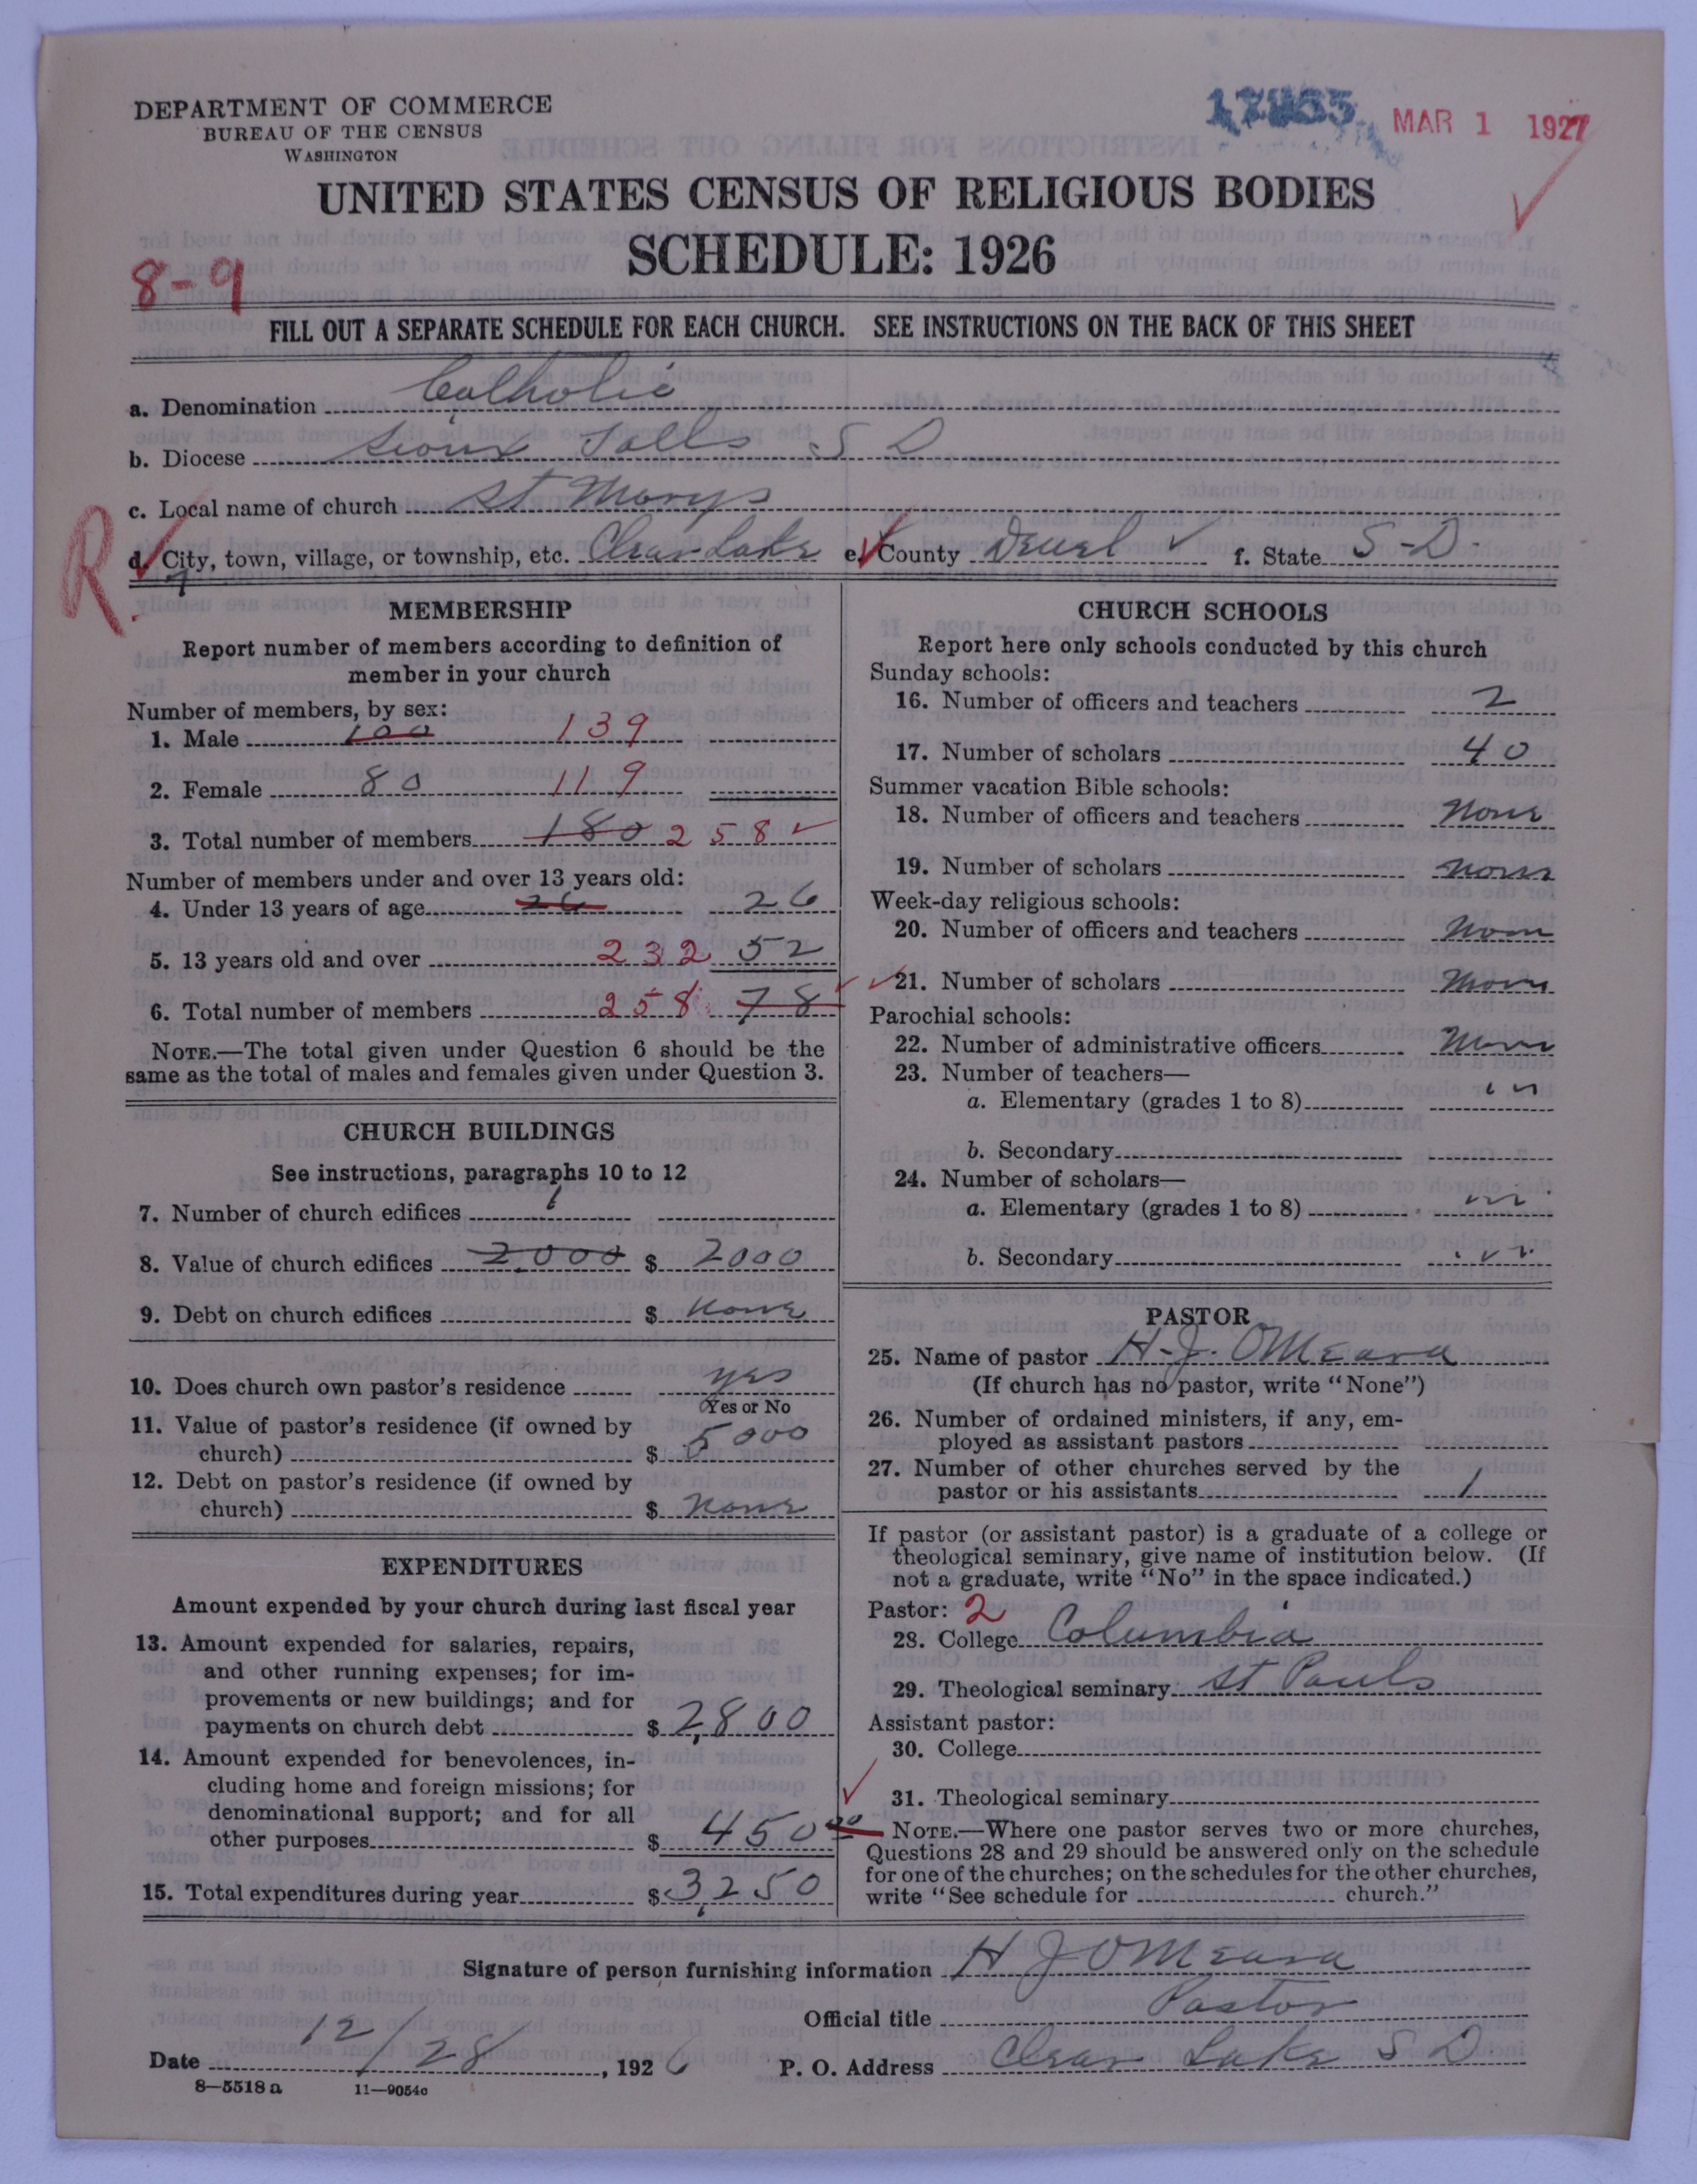 DEPARTMENT OF COMMERCE
BUREAU OF THE CENSUS
WASHINGTON
MAR 1 1927
UNITED STATES CENSUS OF RELIGIOUS BODIES
SCHEDULE: 1926
8-9
FILL OUT A SEPARATE SCHEDULE FOR EACH CHURCH. SEE INSTRUCTIONS ON THE BACK OF THIS SHEET
a. Denomination Catholic
b. Diocese Sioux Falls S D
c. Local name of church St Marys
R
d. City, town, village, or township, etc. Clear Lake e. County Deuel ✓ f. State S-D-
MEMBERSHIP
Report number of members according to definition of
member in your church
Number of members, by sex:
1. Male 100 139
2. Female 80 119
3. Total number of members 180 258 ✓
Number of members under and over 13 years old:
4. Under 13 years of age 26 26
5. 13 years old and over 232 52
6. Total number of members 258 78
NOTE.—The total given under Question 6 should be the
same as the total of males and females given under Question 3.
CHURCH BUILDINGS
See instructions, paragraphs 10 to 12
7. Number of church edifices 1
8. Value of church edifices 2000 $ 2000
9. Debt on church edifices $ None
10. Does church own pastor's residence yes
Yes or No
11. Value of pastor's residence (if owned by
church) $ 5000
12. Debt on pastor's residence (if owned by
church) $ None
EXPENDITURES
Amount expended by your church during last fiscal year
13. Amount expended for salaries, repairs,
and other running expenses; for im-
provements or new buildings; and for
payments on church debt $ 2,800
14. Amount expended for benevolences, in-
cluding home and foreign missions; for
denominational support; and for all
other purposes $ 450 00
15. Total expenditures during year $ 3,250
CHURCH SCHOOLS
Report here only schools conducted by this church
Sunday schools:
16. Number of officers and teachers 2
17. Number of scholars 40
Summer vacation Bible schools:
18. Number of officers and teachers None
19. Number of scholars None
Week-day religious schools:
20. Number of officers and teachers None
✓ 21. Number of scholars None
Parochial schools:
22. Number of administrative officers None
23. Number of teachers—
a. Elementary (grades 1 to 8)
b. Secondary
24. Number of scholars—
a. Elementary (grades 1 to 8)
b. Secondary
PASTOR
25. Name of pastor H-J. OMeara
(If church has no pastor, write "None")
26. Number of ordained ministers, if any, em-
ployed as assistant pastors
27. Number of other churches served by the
pastor or his assistants 1
If pastor (or assistant pastor) is a graduate of a college or
theological seminary, give name of institution below. (If
not a graduate, write "No" in the space indicated.)
Pastor: 2
28. College Columbia
29. Theological seminary St Pauls
Assistant pastor:
30. College
31. Theological seminary
NOTE.—Where one pastor serves two or more churches,
Questions 28 and 29 should be answered only on the schedule
for one of the churches; on the schedules for the other churches,
write "See schedule for church."
Signature of person furnishing information H J OMeara
Official title Pastor
Date 12/28, 1926 P. O. Address Clear Lake S D
8—5518 a 11—9054c